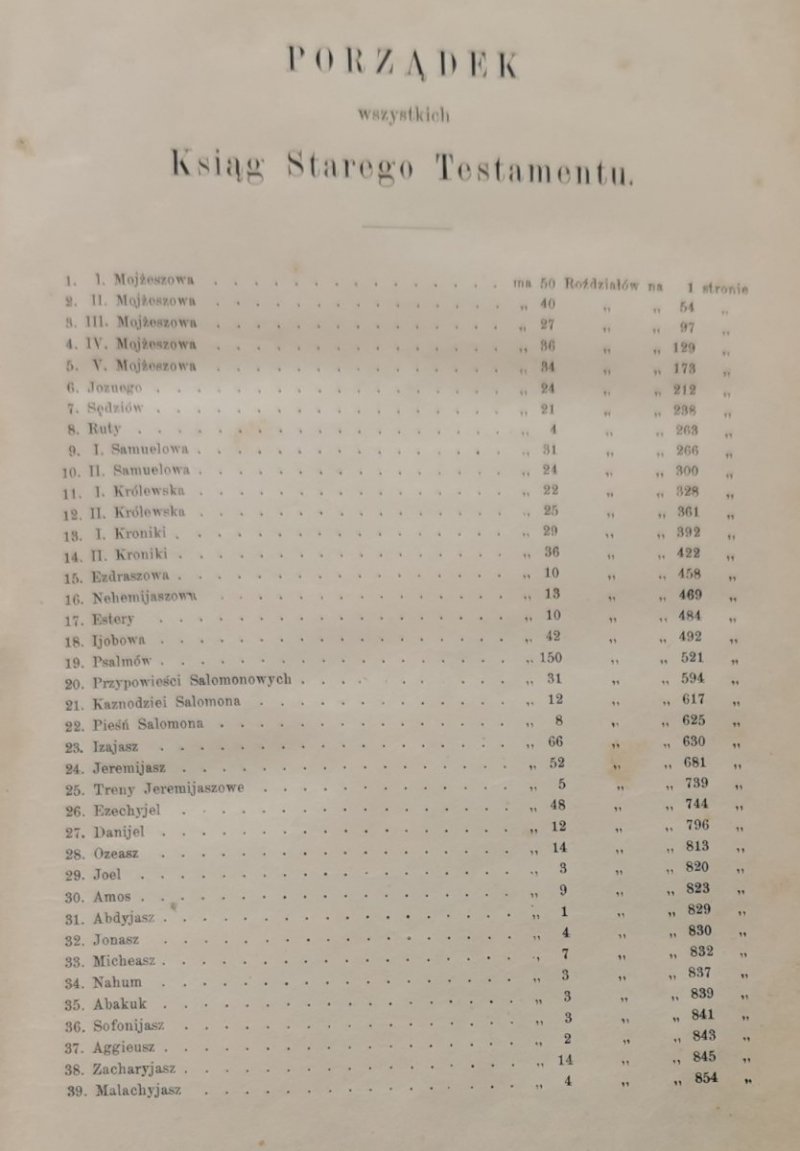 PORZĄDEK
wszystkich
Ksiąg Starego Testamentu.
1. I. Mojżeszowa . . . . . . . . . . . . . . ma 50 Rozdziałów na 1 stronie
2. II. Mojżeszowa . . . . . . . . . . . . . . „ 40 „ „ 54 „
3. III. Mojżeszowa . . . . . . . . . . . . . . „ 27 „ „ 97 „
4. IV. Mojżeszowa . . . . . . . . . . . . . . „ 36 „ „ 129 „
5. V. Mojżeszowa . . . . . . . . . . . . . . „ 34 „ „ 173 „
6. Jozuego . . . . . . . . . . . . . . „ 24 „ „ 212 „
7. Sędziów . . . . . . . . . . . . . . „ 21 „ „ 238 „
8. Ruty . . . . . . . . . . . . . . „ 4 „ „ 263 „
9. I. Samuelowa . . . . . . . . . . . . . . „ 31 „ „ 266 „
10. II. Samuelowa . . . . . . . . . . . . . . „ 24 „ „ 300 „
11. I. Królewska . . . . . . . . . . . . . . „ 22 „ „ 328 „
12. II. Królewska . . . . . . . . . . . . . . „ 25 „ „ 361 „
13. I. Kroniki . . . . . . . . . . . . . . „ 29 „ „ 392 „
14. II. Kroniki . . . . . . . . . . . . . . „ 36 „ „ 422 „
15. Ezdraszowa . . . . . . . . . . . . . . „ 10 „ „ 458 „
16. Nehemijaszowa . . . . . . . . . . . . . . „ 13 „ „ 469 „
17. Estery . . . . . . . . . . . . . . „ 10 „ „ 484 „
18. Ijobowa . . . . . . . . . . . . . . „ 42 „ „ 492 „
19. Psalmów . . . . . . . . . . . . . . „ 150 „ „ 521 „
20. Przypowieści Salomonowych . . . . . . . . . . „ 31 „ „ 594 „
21. Kaznodziei Salomona . . . . . . . . . . . . „ 12 „ „ 617 „
22. Pieśń Salomona . . . . . . . . . . . . . . „ 8 „ „ 625 „
23. Izajasz . . . . . . . . . . . . . . „ 66 „ „ 630 „
24. Jeremijasz . . . . . . . . . . . . . . „ 52 „ „ 681 „
25. Treny Jeremijaszowe . . . . . . . . . . . . „ 5 „ „ 739 „
26. Ezechyjel . . . . . . . . . . . . . . „ 48 „ „ 744 „
27. Danijel . . . . . . . . . . . . . . „ 12 „ „ 796 „
28. Ozeasz . . . . . . . . . . . . . . „ 14 „ „ 813 „
29. Joel . . . . . . . . . . . . . . „ 3 „ „ 820 „
30. Amos . . . . . . . . . . . . . . „ 9 „ „ 823 „
31. Abdyjasz . . . . . . . . . . . . . . „ 1 „ „ 829 „
32. Jonasz . . . . . . . . . . . . . . „ 4 „ „ 830 „
33. Micheasz . . . . . . . . . . . . . . „ 7 „ „ 832 „
34. Nahum . . . . . . . . . . . . . . „ 3 „ „ 837 „
35. Abakuk . . . . . . . . . . . . . . „ 3 „ „ 839 „
36. Sofonijasz . . . . . . . . . . . . . . „ 3 „ „ 841 „
37. Aggieusz . . . . . . . . . . . . . . „ 2 „ „ 843 „
38. Zacharyjasz . . . . . . . . . . . . . . „ 14 „ „ 845 „
39. Malachyjasz . . . . . . . . . . . . . . „ 4 „ „ 854 „